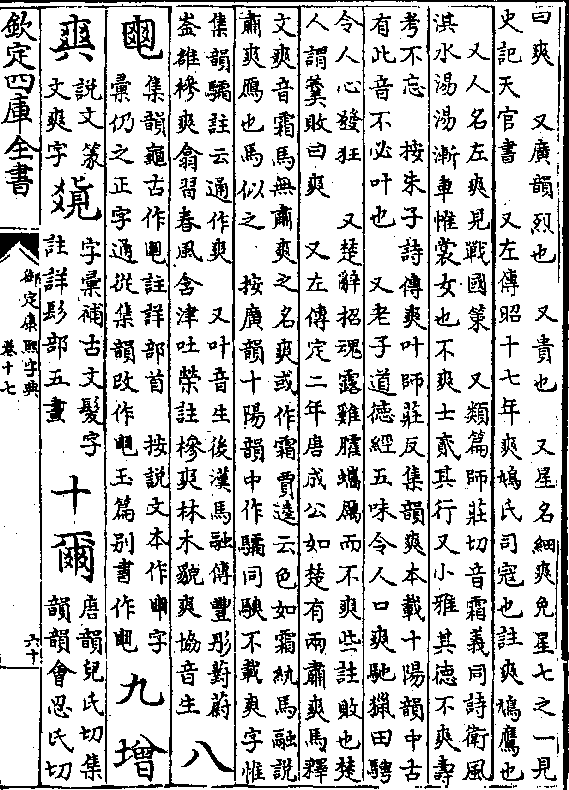 曰爽　又廣韻烈也　又貴也　又星名細爽免星七之一見
史記天官書　又左傳昭十七年爽鳩氏司寇也註爽鳩鷹也
又人名左爽見戰國策　又類篇師莊切音霜義同詩衛風
淇水湯湯漸車惟裳女也不爽士貳其行又小雅其德不爽壽
考不忘　按朱子詩傳爽叶師莊反集韻爽本載十陽韻中古
有此音不必叶也　又老子道德經五味令人口爽馳獵田騁
令人心發狂　又楚辭招魂露雞臛蠵厲而不爽些註敗也楚
人謂羹敗曰爽　又左傳定二年唐成公如楚有兩肅爽馬釋
文爽音霜馬無肅爽之名爽或作霜賈逵云色如霜紈馬融說
肅爽鴈也馬似之　按廣韻十陽韻中作驦同騻不載爽字惟
集韻驦註云通作爽　又叶音生後漢馬融傳豐彤對蔚
崟雄槮爽翕習春風含津吐榮註槮爽林木貌爽協音生
八
集韻龜古作註詳部首　按說文本作字
彙仍之正字通從集韻改作玉篇別書作
九
增
說文篆
文爽字
字彙補古文髮字
註詳髟部五畫
十
爾
唐韻兒氏切集
韻韻會忍氏切
欽定四庫全書
御定康熙字典
卷十七
六十